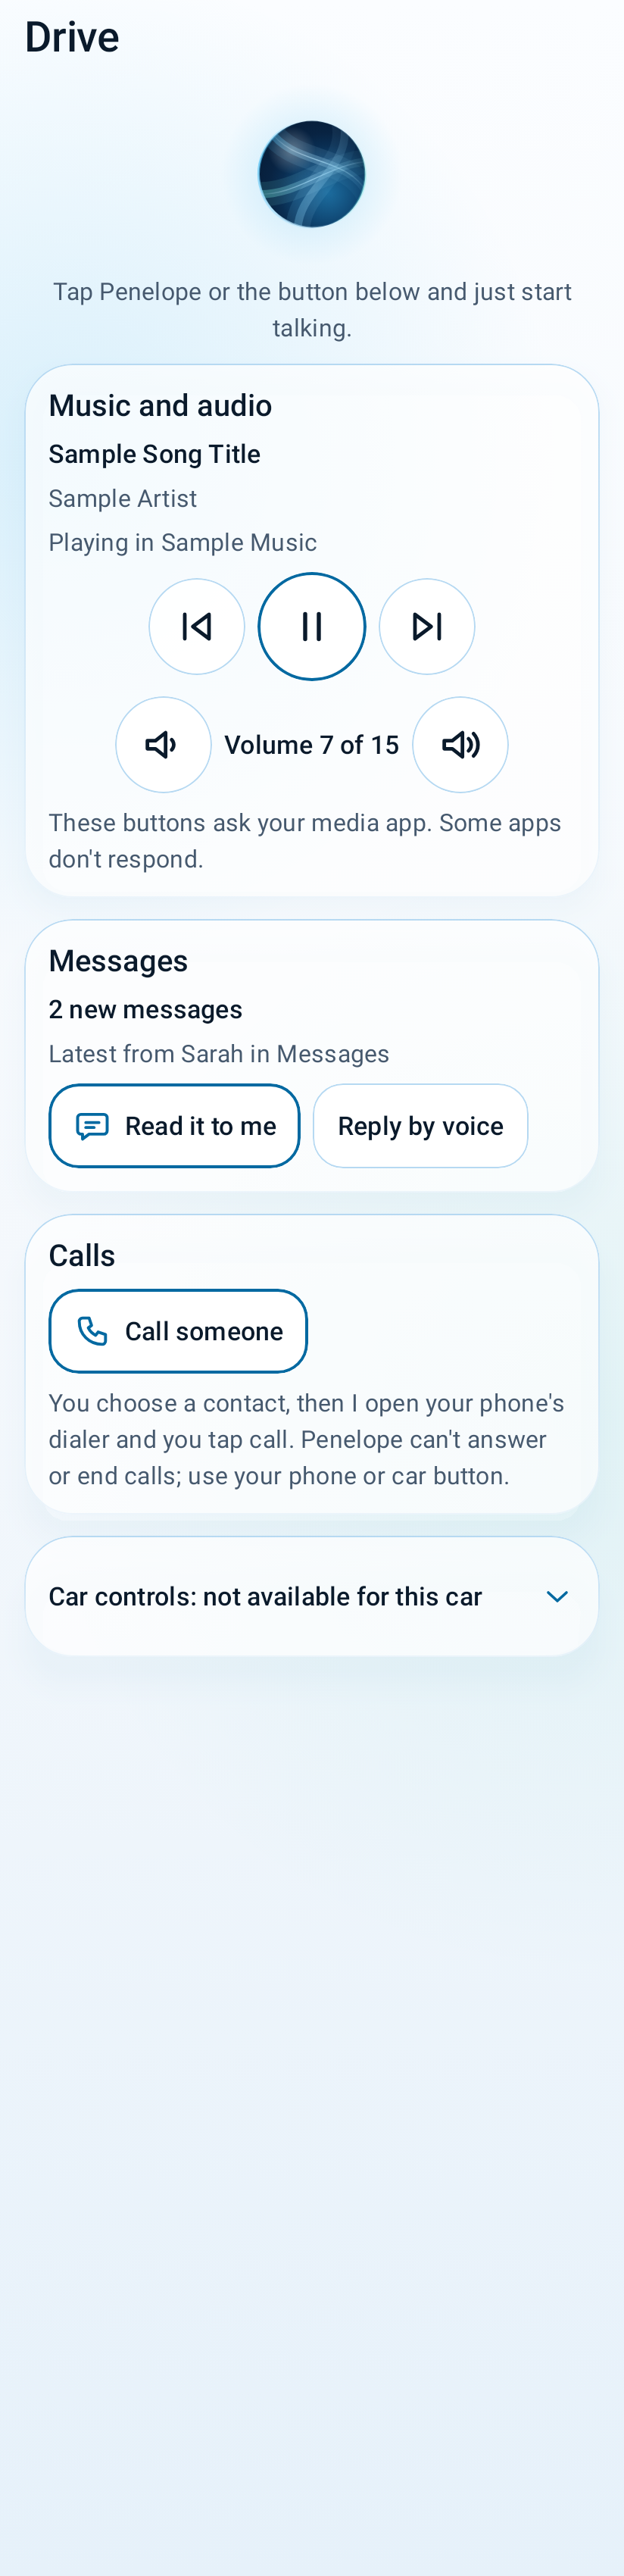 Drive
Tap Penelope or the button below and just start
talking.
Music and audio
Sample Song Title
Sample Artist
Playing in Sample Music
Volume 7 of 15
These buttons ask your media app. Some apps
don't respond.
Messages
2 new messages
Latest from Sarah in Messages
Read it to me
Reply by voice
Calls
Call someone
You choose a contact, then I open your phone's
dialer and you tap call. Penelope can't answer
or end calls; use your phone or car button.
Car controls: not available for this car